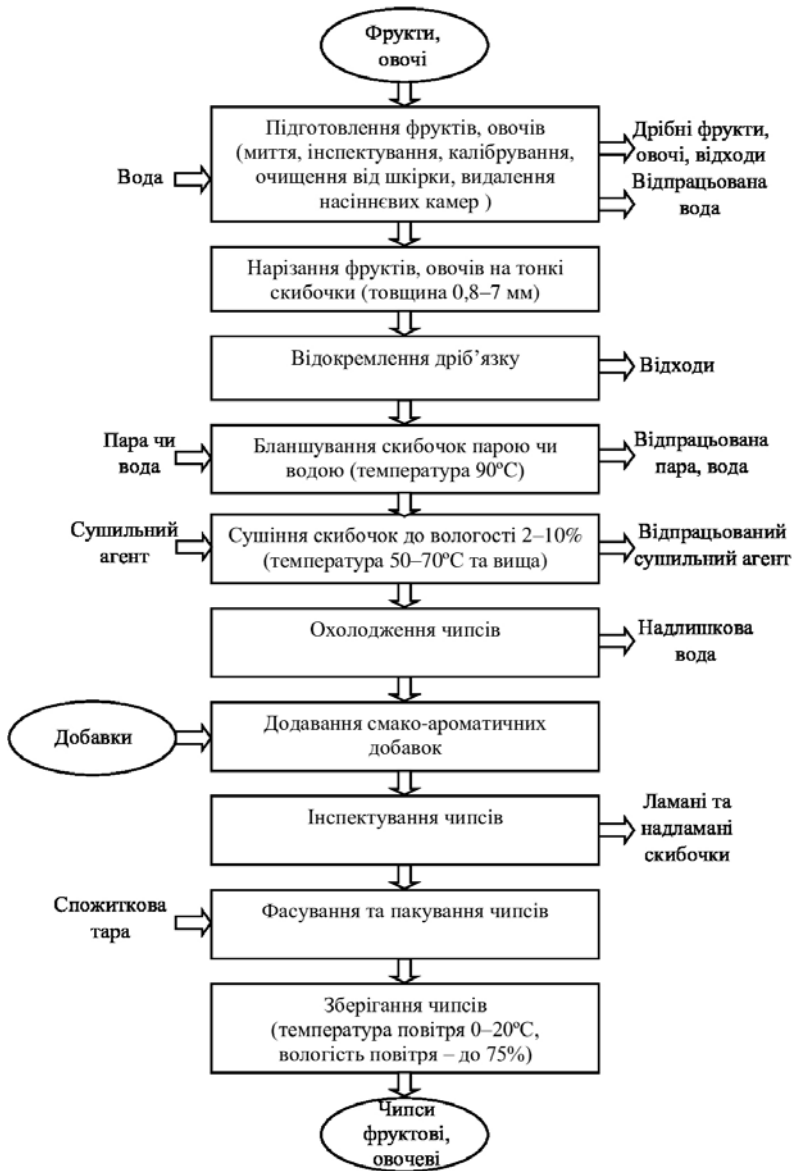 Фрукти,
овочі
Підготовлення фруктів, овочів
(миття, інспектування, калібрування,
очищення від шкірки, видалення
насіннєвих камер )
Вода
Дрібні фрукти,
овочі, відходи
Відпрацьована
вода
Нарізання фруктів, овочів на тонкі
скибочки (товщина 0,8–7 мм)
Відокремлення дріб’язку
Відходи
Пара чи
вода
Бланшування скибочок парою чи
водою (температура 90ºС)
Відпрацьована
пара, вода
Сушильний
агент
Сушіння скибочок до вологості 2–10%
(температура 50–70ºС та вища)
Відпрацьований
сушильний агент
Охолодження чипсів
Надлишкова
вода
Добавки
Додавання смако-ароматичних
добавок
Інспектування чипсів
Ламані та
надламані
скибочки
Спожиткова
тара
Фасування та пакування чипсів
Зберігання чипсів
(температура повітря 0–20ºС,
вологість повітря – до 75%)
Чипси
фруктові,
овочеві